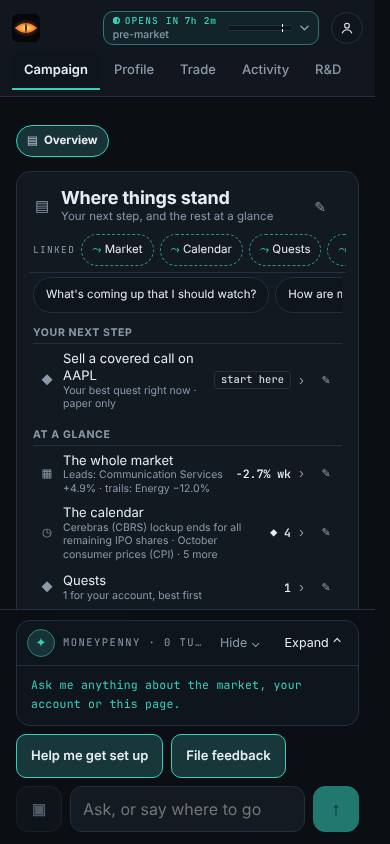 OPENS IN 7h 2m
pre-market
Campaign Profile Trade Activity R&D
Overview
Where things stand
Your next step, and the rest at a glance
LINKED Market Calendar Quests
What's coming up that I should watch? How are
YOUR NEXT STEP
Sell a covered call on
AAPL
start here
Your best quest right now ·
paper only
AT A GLANCE
The whole market
Leads: Communication Services
+4.9% · trails: Energy −12.0%
-2.7% wk
The calendar
Cerebras (CBRS) lockup ends for all
remaining IPO shares · October
consumer prices (CPI) · 5 more
◆ 4
Quests
1 for your account, best first
1
MONEYPENNY · 0 TU… Hide Expand
Ask me anything about the market, your
account or this page.
Help me get set up File feedback
Ask, or say where to go